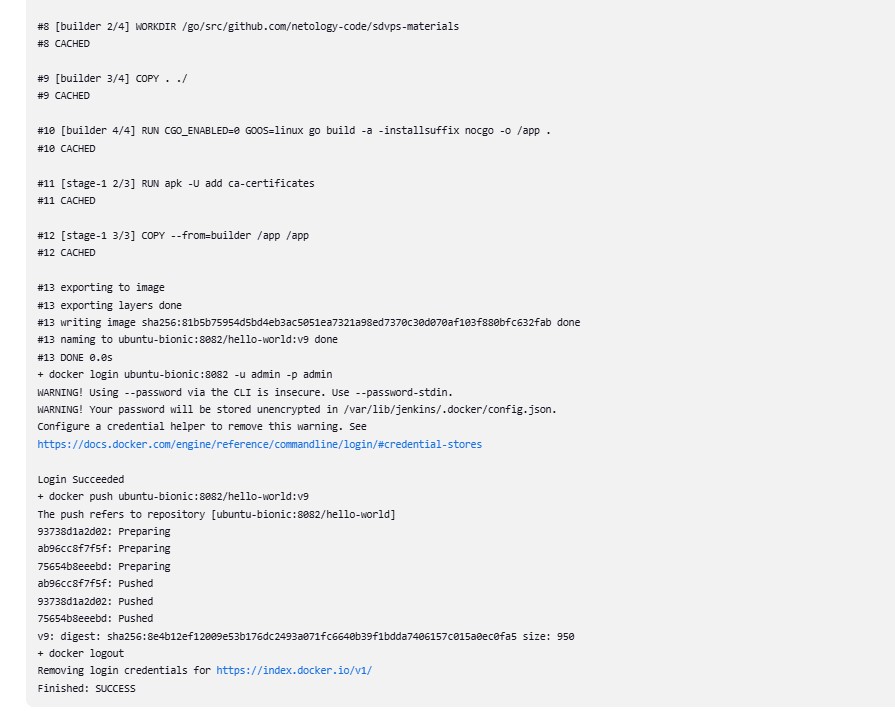 #8 [builder 2/4] WORKDIR /go/src/github.com/netology-code/sdvps-materials
#8 CACHED
#9 [builder 3/4] COPY . ./
#9 CACHED
#10 [builder 4/4] RUN CGO_ENABLED=0 GOOS=linux go build -a -installsuffix nocgo -o /app .
#10 CACHED
#11 [stage-1 2/3] RUN apk -U add ca-certificates
#11 CACHED
#12 [stage-1 3/3] COPY --from=builder /app /app
#12 CACHED
#13 exporting to image
#13 exporting layers done
#13 writing image sha256:81b5b75954d5bd4eb3ac5051ea7321a98ed7370c30d070af103f880bfc632fab done
#13 naming to ubuntu-bionic:8082/hello-world:v9 done
#13 DONE 0.0s
+ docker login ubuntu-bionic:8082 -u admin -p admin
WARNING! Using --password via the CLI is insecure. Use --password-stdin.
WARNING! Your password will be stored unencrypted in /var/lib/jenkins/.docker/config.json.
Configure a credential helper to remove this warning. See
https://docs.docker.com/engine/reference/commandline/login/#credential-stores
Login Succeeded
+ docker push ubuntu-bionic:8082/hello-world:v9
The push refers to repository [ubuntu-bionic:8082/hello-world]
93738d1a2d02: Preparing
ab96cc8f7f5f: Preparing
75654b8eeebd: Preparing
ab96cc8f7f5f: Pushed
93738d1a2d02: Pushed
75654b8eeebd: Pushed
v9: digest: sha256:8e4b12ef12009e53b176dc2493a071fc6640b39f1bdda7406157c015a0ec0fa5 size: 950
+ docker logout
Removing login credentials for https://index.docker.io/v1/
Finished: SUCCESS